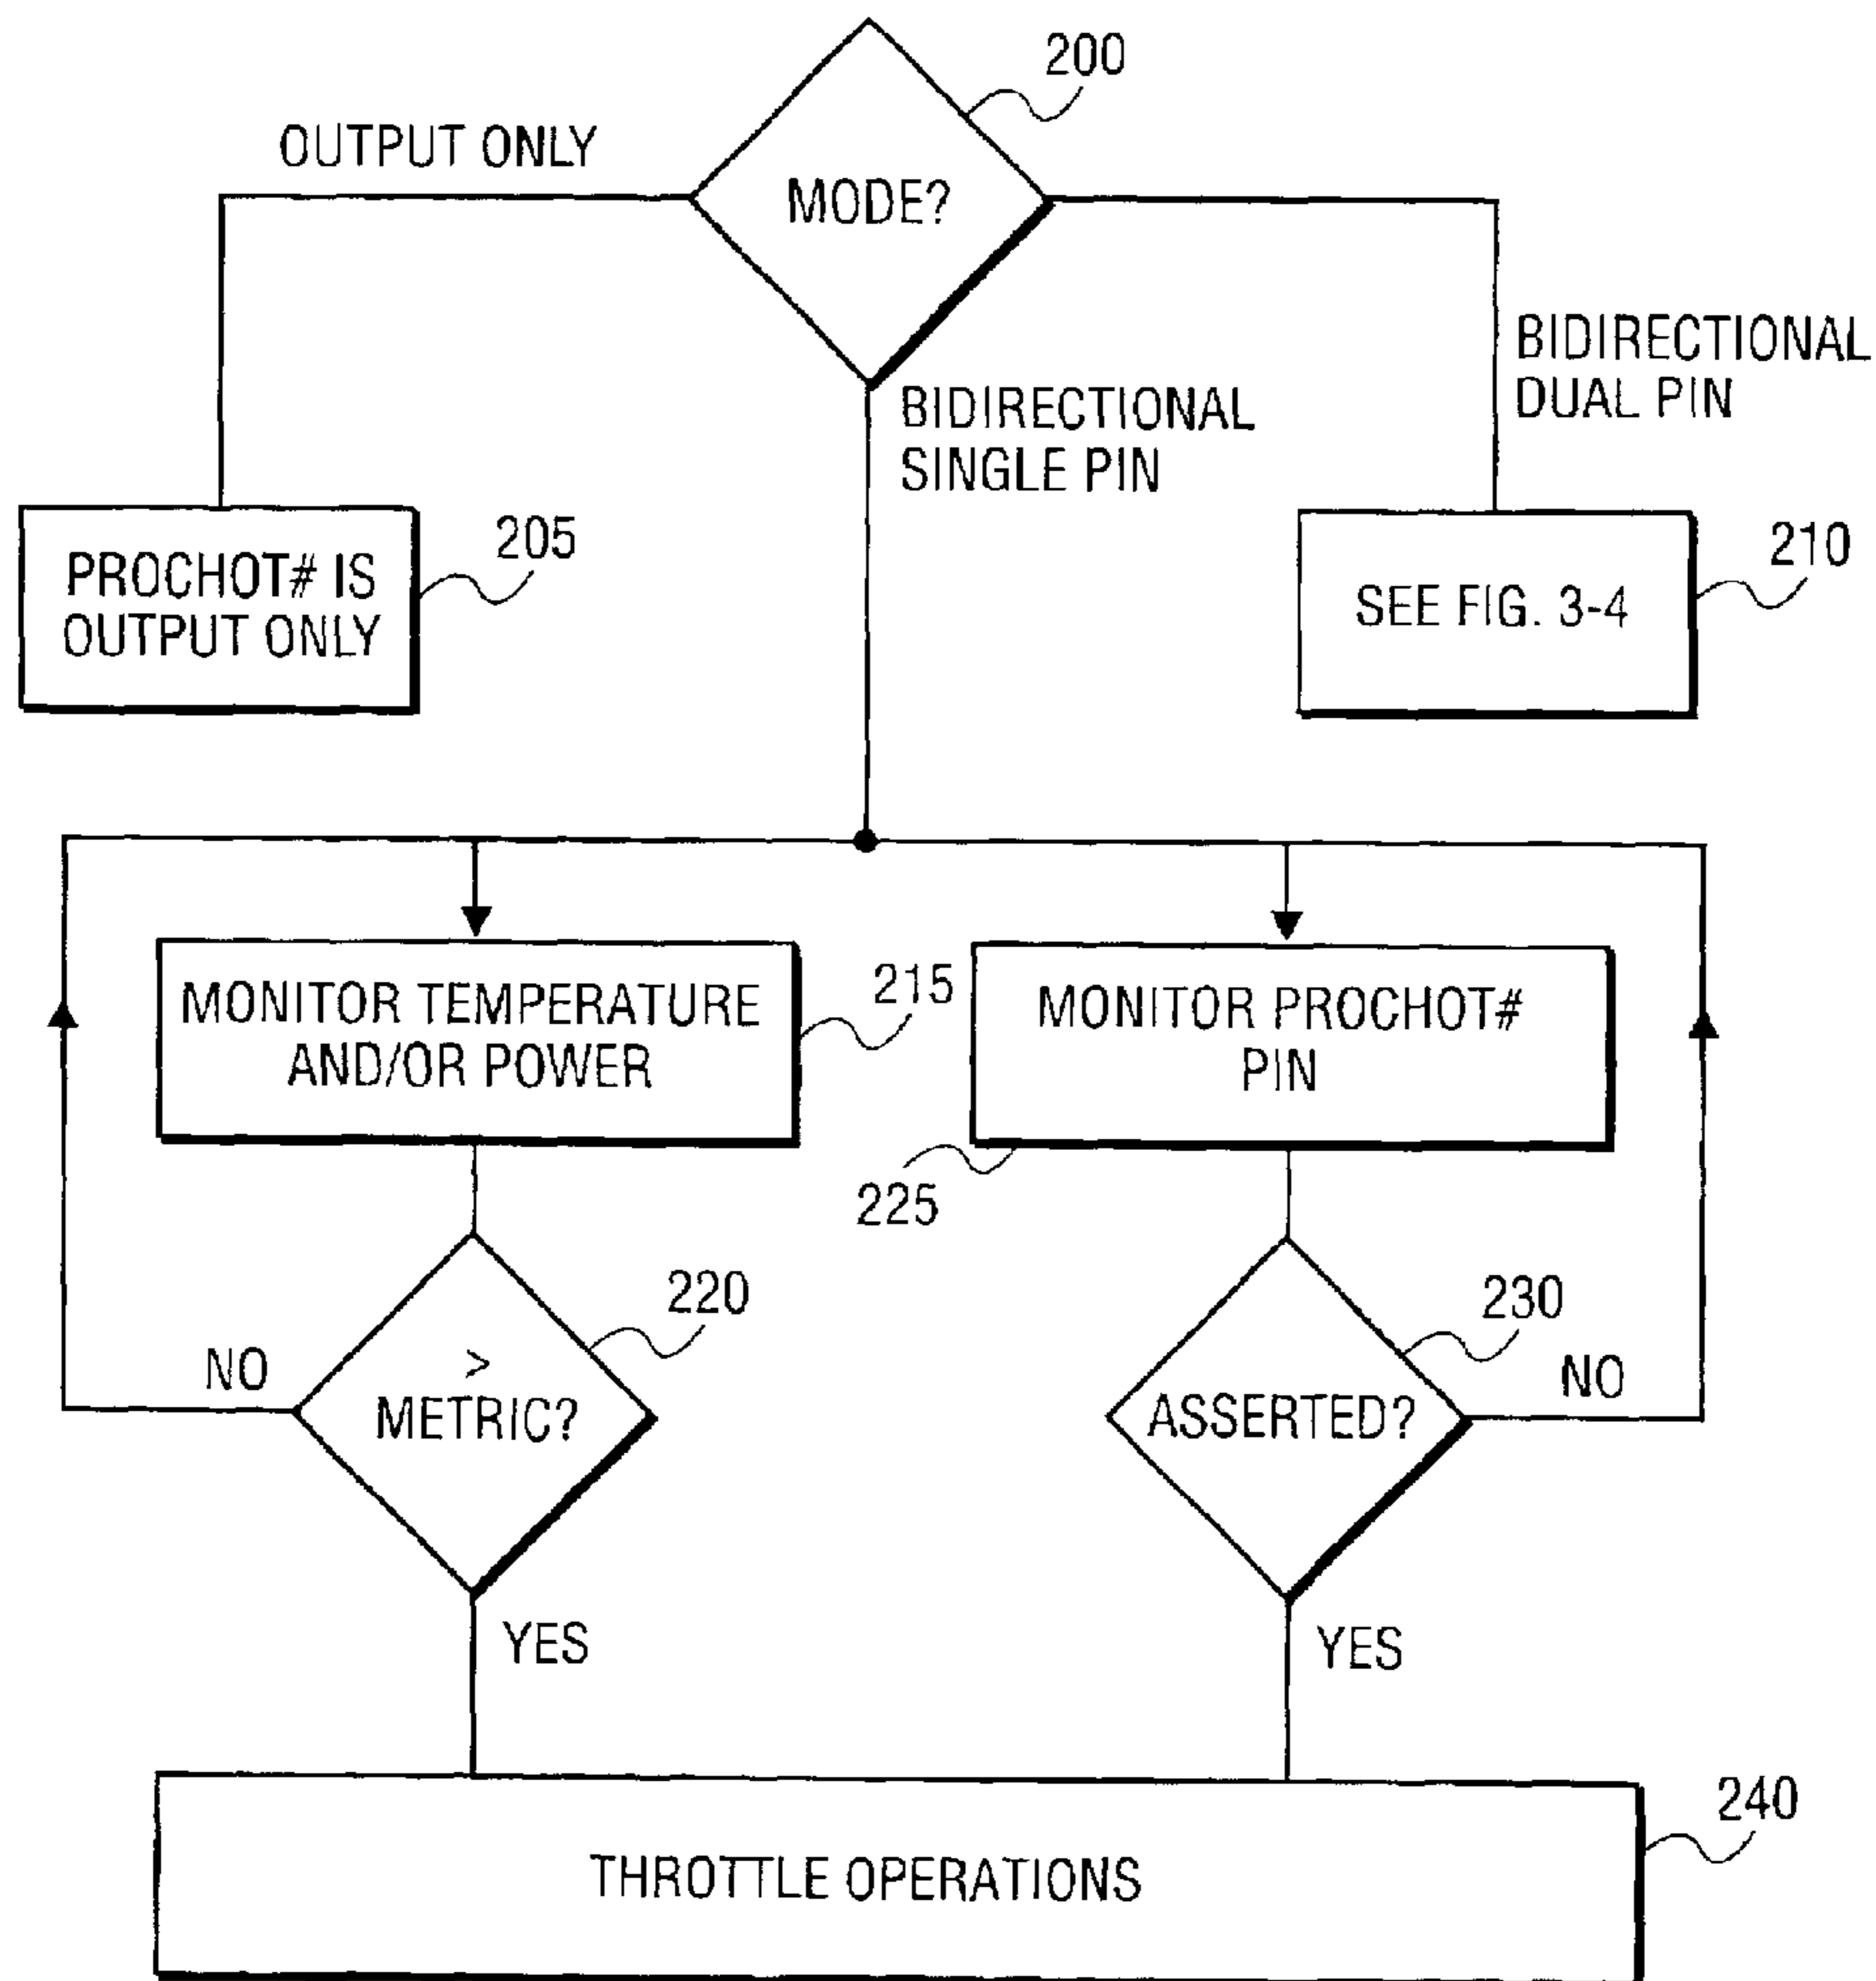 200
OUTPUT ONLY
MODE?
BIDIRECTIONAL
DUAL PIN
BIDIRECTIONAL
SINGLE PIN
PROCHOT# IS
OUTPUT ONLY
205
SEE FIG. 3-4
210
MONITOR TEMPERATURE
AND/OR POWER
215
MONITOR PROCHOT#
PIN
225
220
>
METRIC?
NO
230
ASSERTED?
NO
YES
YES
240
THROTTLE OPERATIONS